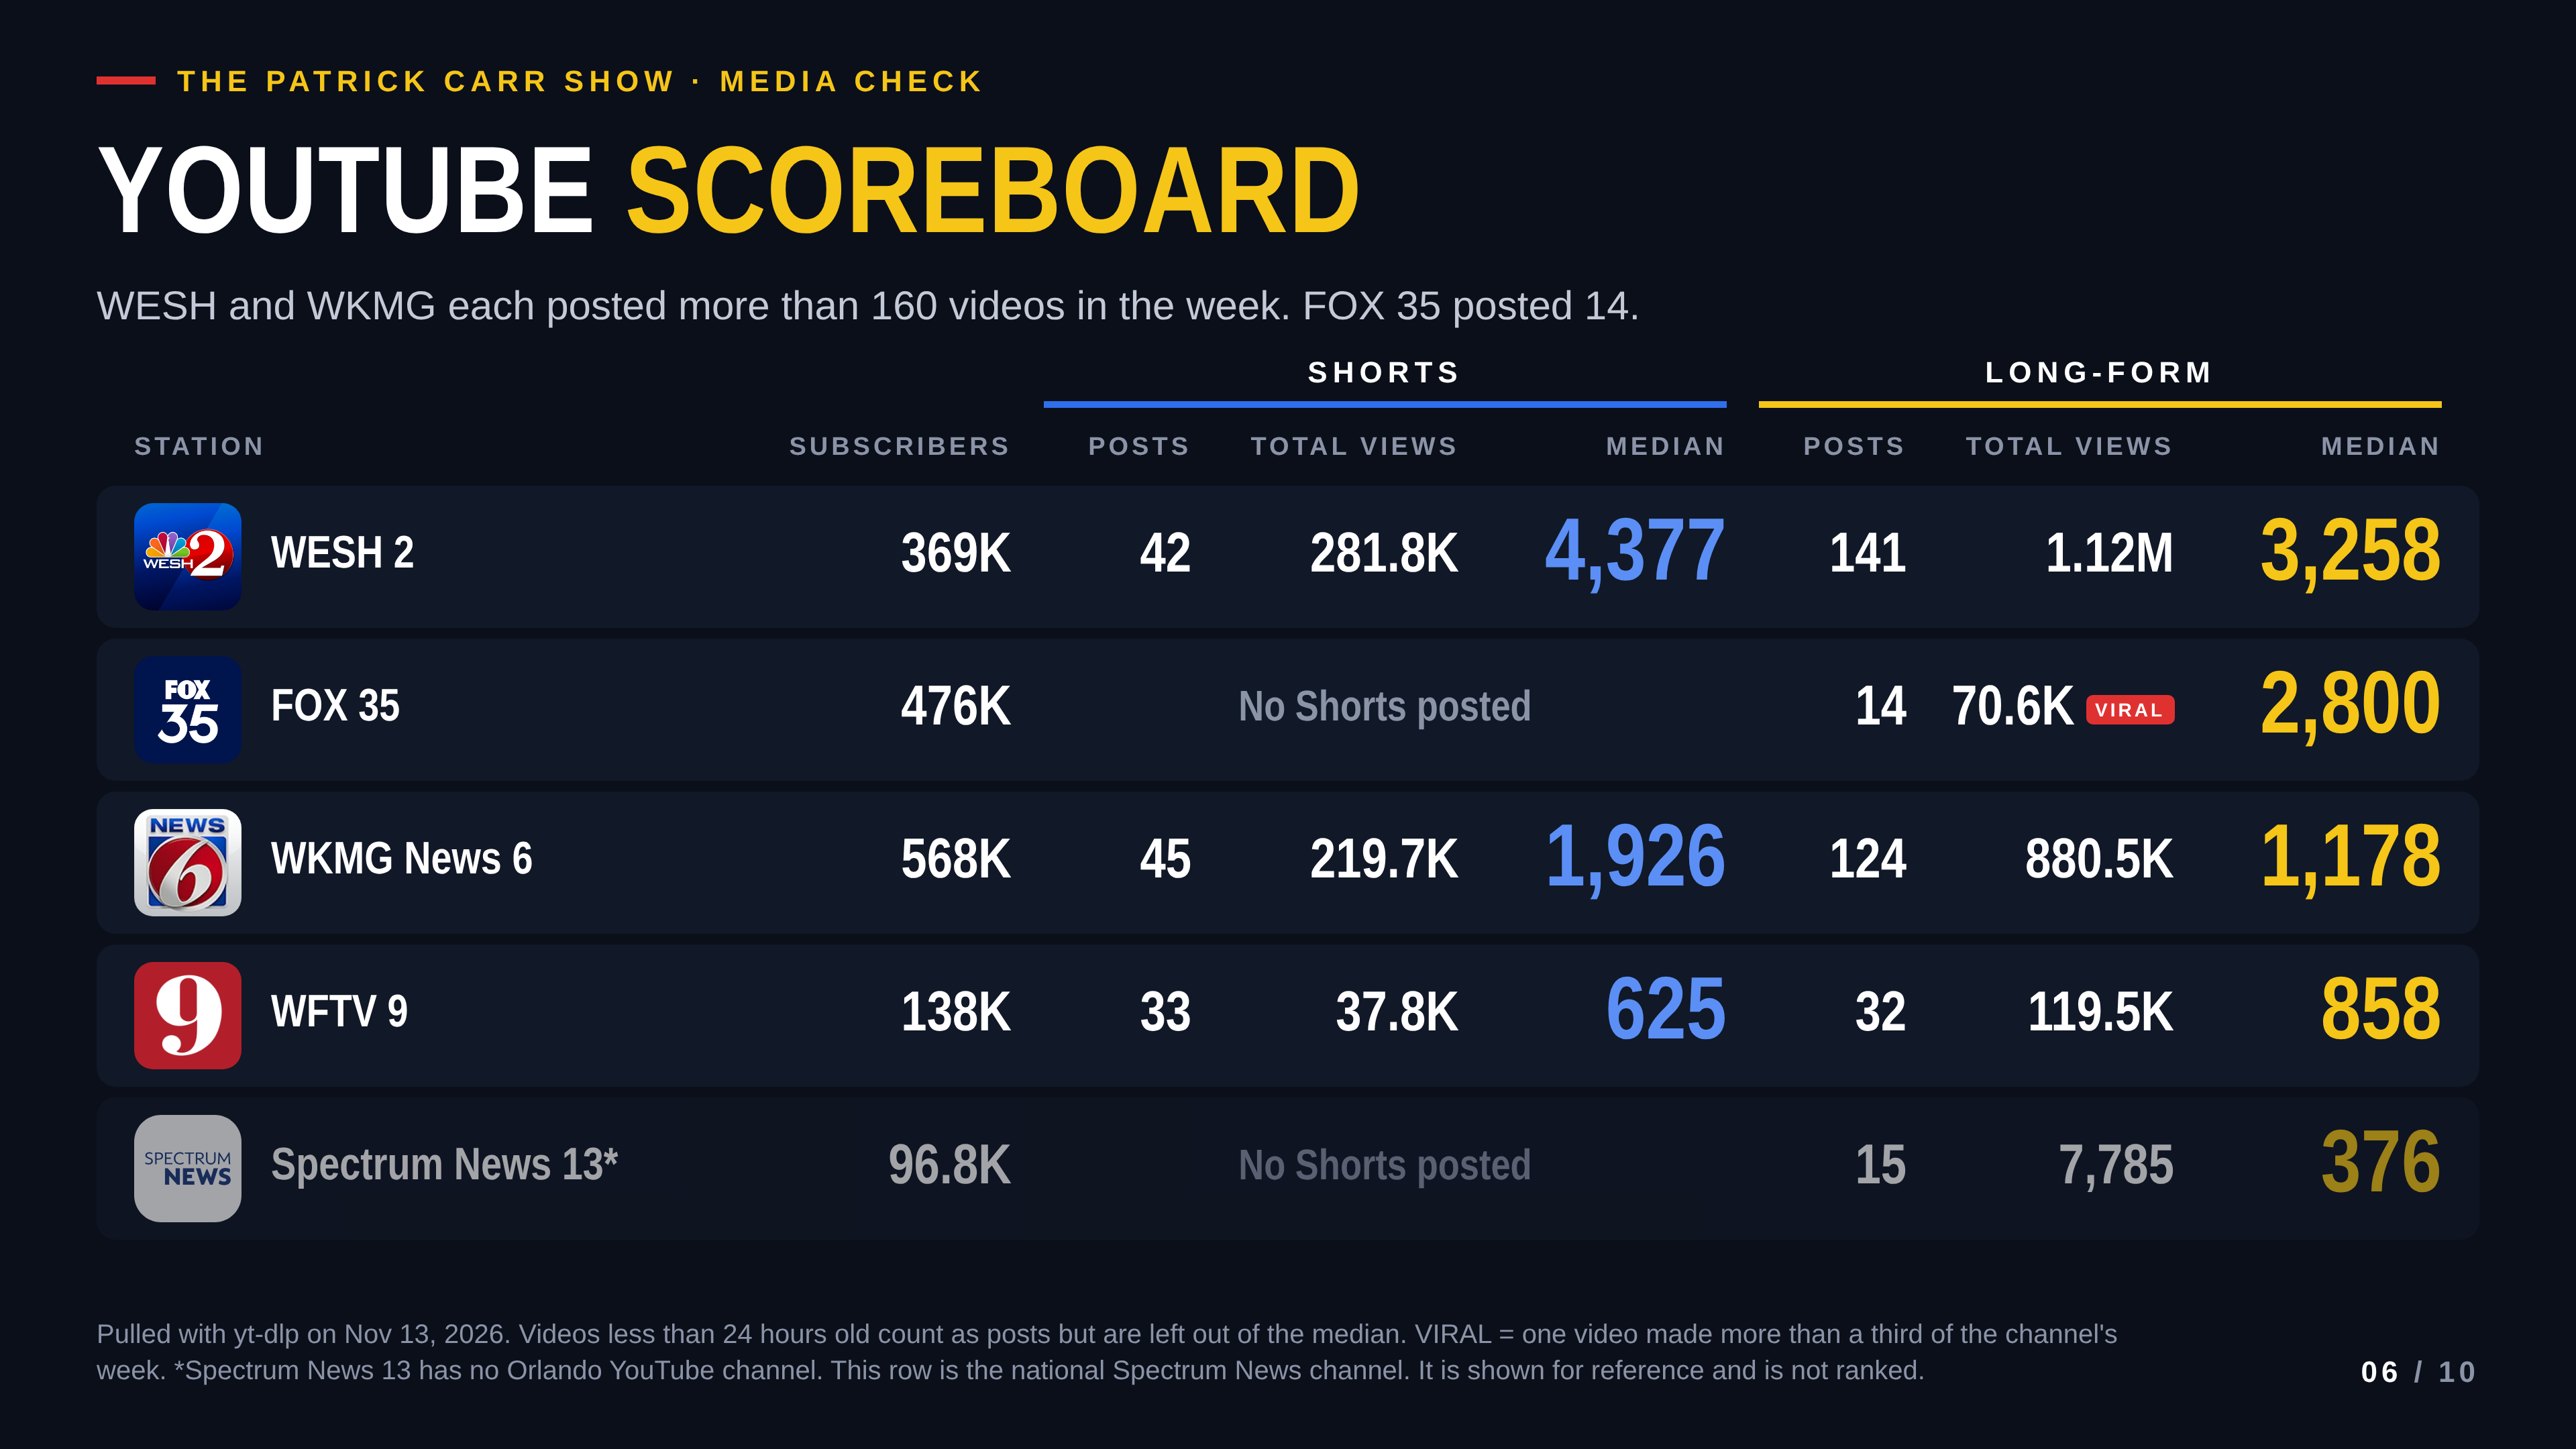 THE PATRICK CARR SHOW · MEDIA CHECK
YOUTUBE SCOREBOARD
WESH and WKMG each posted more than 160 videos in the week. FOX 35 posted 14.
SHORTS LONG-FORM
STATION SUBSCRIBERS POSTS TOTAL VIEWS MEDIAN POSTS TOTAL VIEWS MEDIAN
WESH 2 WESH 2 369K 42 281.8K 4,377 141 1.12M 3,258
FOX 35 FOX 35 476K No Shorts posted 14 70.6K VIRAL 2,800
NEWS 6 WKMG News 6 568K 45 219.7K 1,926 124 880.5K 1,178
9 WFTV 9 138K 33 37.8K 625 32 119.5K 858
SPECTRUM NEWS Spectrum News 13* 96.8K No Shorts posted 15 7,785 376
Pulled with yt-dlp on Nov 13, 2026. Videos less than 24 hours old count as posts but are left out of the median. VIRAL = one video made more than a third of the channel's
week. *Spectrum News 13 has no Orlando YouTube channel. This row is the national Spectrum News channel. It is shown for reference and is not ranked.
06 / 10